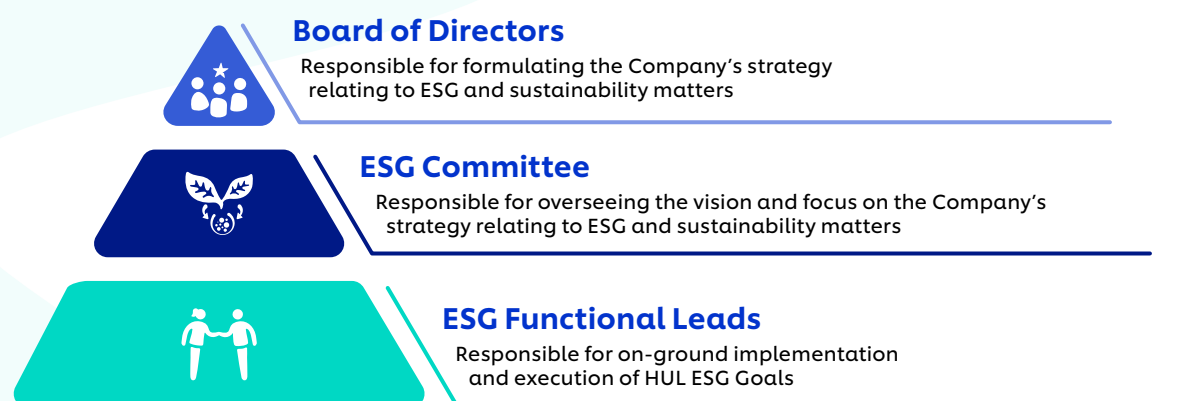 Board of Directors
Responsible for formulating the Company’s strategy
relating to ESG and sustainability matters
ESG Committee
Responsible for overseeing the vision and focus on the Company’s
strategy relating to ESG and sustainability matters
ESG Functional Leads
Responsible for on-ground implementation
and execution of HUL ESG Goals